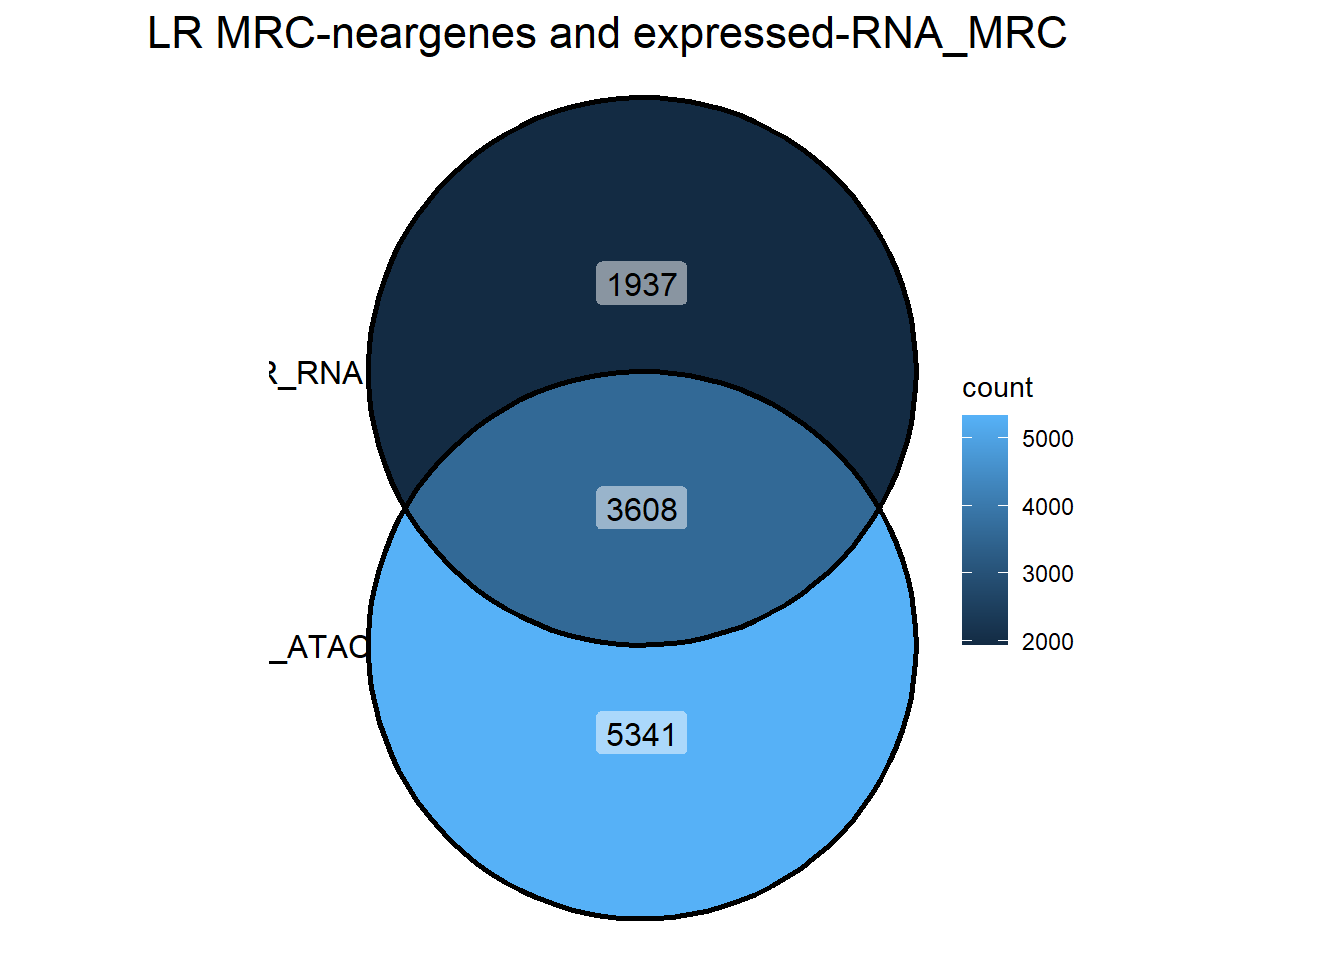 LR MRC-neargenes and expressed-RNA_MRC
1937
R_RNA
3608
_ATAC
5341
count
5000
4000
3000
2000